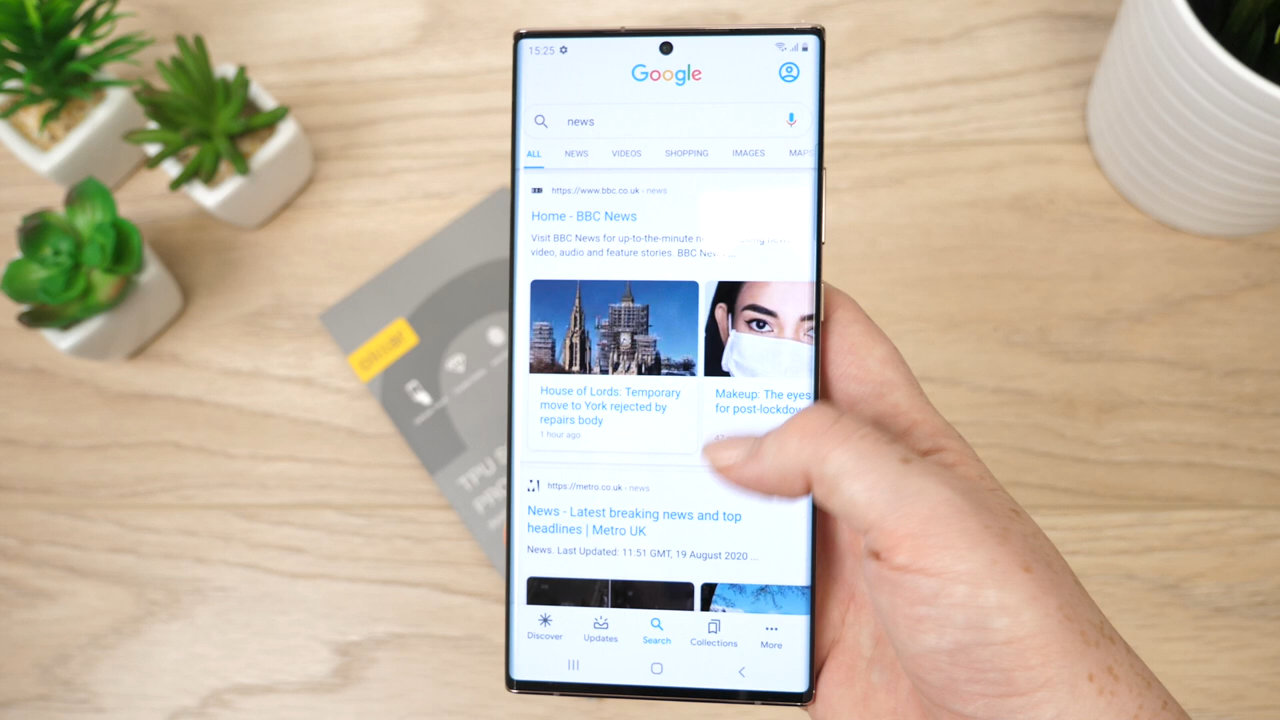 15:25
Google
news
ALL NEWS VIDEOS SHOPPING IMAGES MAPS
https://www.bbc.co.uk › news
Home - BBC News
Visit BBC News for up-to-the-minute
video, audio and feature stories. BBC
House of Lords: Temporary
move to York rejected by
repairs body
1 hour ago
Makeup: The eyes
for post-lockdow
https://metro.co.uk › news
News - Latest breaking news and top
headlines | Metro UK
News. Last Updated: 11:51 GMT, 19 August 2020 ...
Discover Updates Search Collections More
TPU